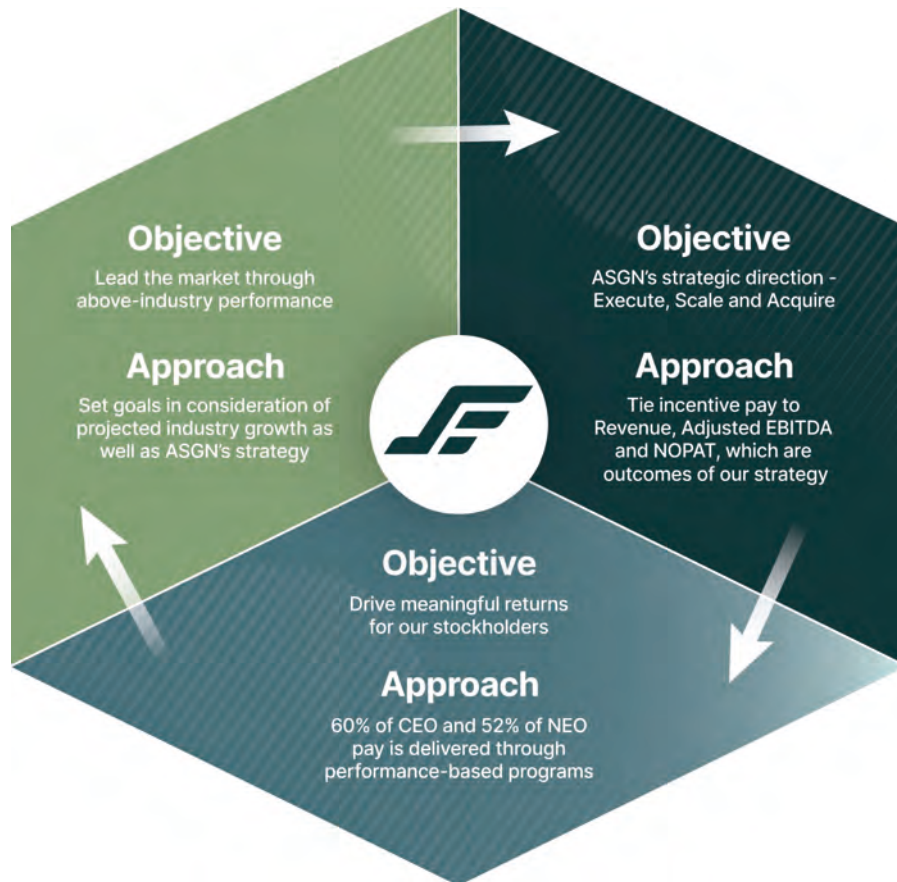 Objective
Lead the market through
above-industry performance
Approach
Set goals in consideration of
projected industry growth as
well as ASGN's strategy
Objective
ASGN's strategic direction -
Execute, Scale and Acquire
Approach
Tie incentive pay to
Revenue, Adjusted EBITDA
and NOPAT, which are
outcomes of our strategy
Objective
Drive meaningful returns
for our stockholders
Approach
60% of CEO and 52% of NEO
pay is delivered through
performance-based programs